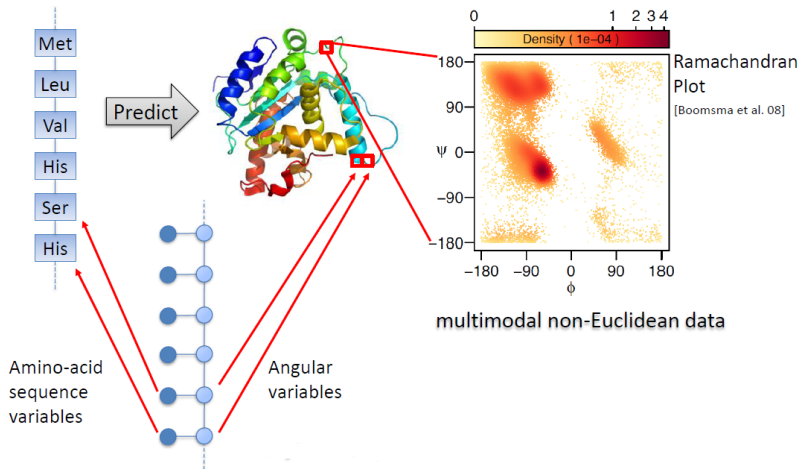 Met
Leu
Val
His
Ser
His
Predict
0
1
2
3
4
Density ( 1e−04)
Ramachandran
Plot
[Boomsma et al. 08]
180
90
ψ
0
−90
−180
−180
−90
0
90
180
ϕ
multimodal non-Euclidean data
Amino-acid
sequence
variables
Angular
variables